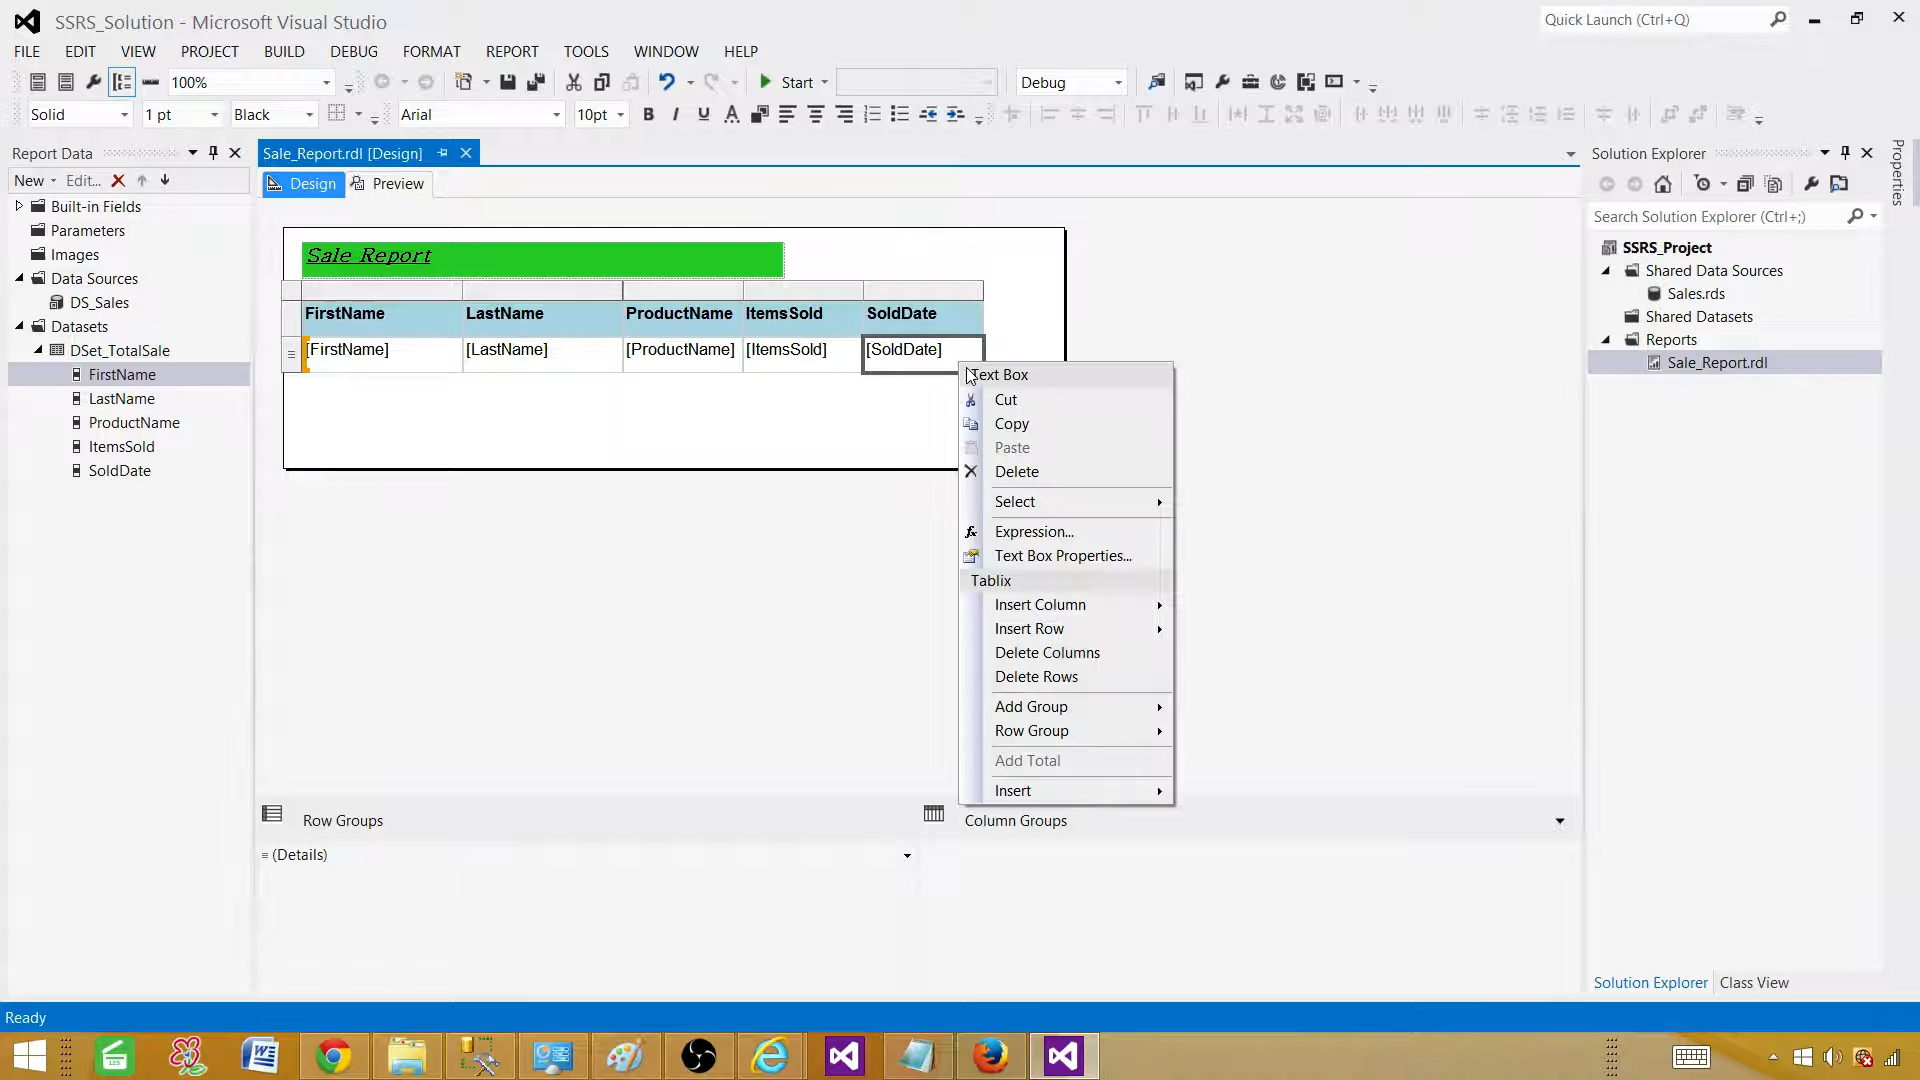 SSRS_Solution - Microsoft Visual Studio
Quick Launch (Ctrl+Q)
FILE EDIT VIEW PROJECT BUILD DEBUG FORMAT REPORT TOOLS WINDOW HELP
100% Start Debug
Solid 1 pt Black Arial 10pt B I U A
Report Data
Sale_Report.rdl [Design]
Solution Explorer
Properties
New Edit...
Design Preview
Built-in Fields
Parameters
Images
Data Sources
DS_Sales
Datasets
DSet_TotalSale
FirstName
LastName
ProductName
ItemsSold
SoldDate
Sale Report
FirstName LastName ProductName ItemsSold SoldDate
[FirstName] [LastName] [ProductName] [ItemsSold] [SoldDate]
Text Box
Cut
Copy
Paste
Delete
Select
Expression...
Text Box Properties...
Tablix
Insert Column
Insert Row
Delete Columns
Delete Rows
Add Group
Row Group
Add Total
Insert
Row Groups
Column Groups
(Details)
Search Solution Explorer (Ctrl+;)
SSRS_Project
Shared Data Sources
Sales.rds
Shared Datasets
Reports
Sale_Report.rdl
Solution Explorer Class View
Ready